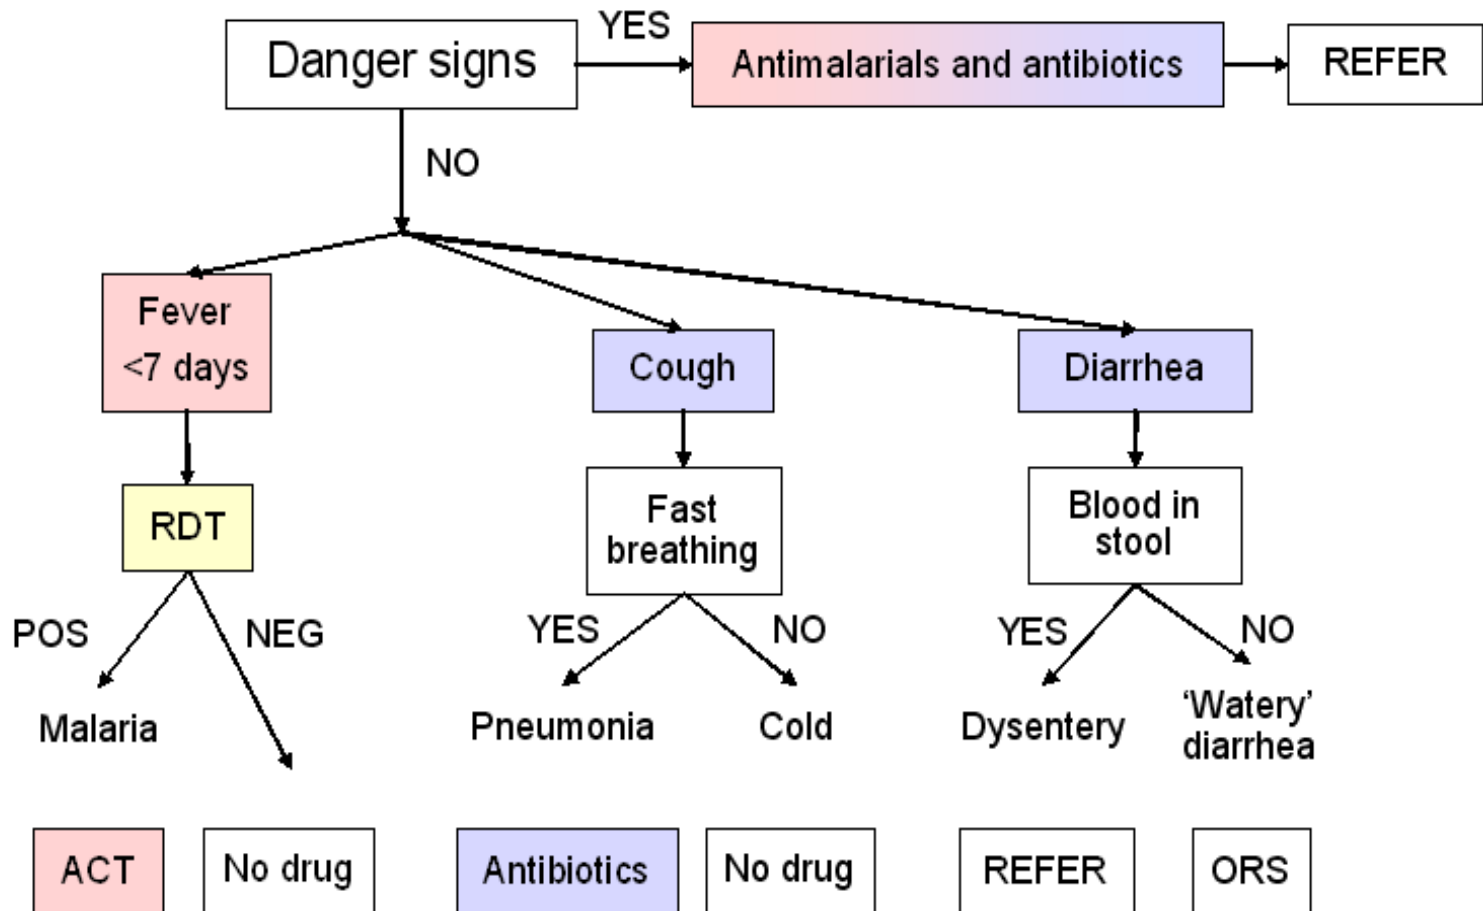 Danger signs
YES
Antimalarials and antibiotics
REFER
NO
Fever
<7 days
Cough
Diarrhea
RDT
Fast
breathing
Blood in
stool
POS
NEG
YES
NO
YES
NO
Malaria
Pneumonia
Cold
Dysentery
‘Watery’
diarrhea
ACT
No drug
Antibiotics
No drug
REFER
ORS